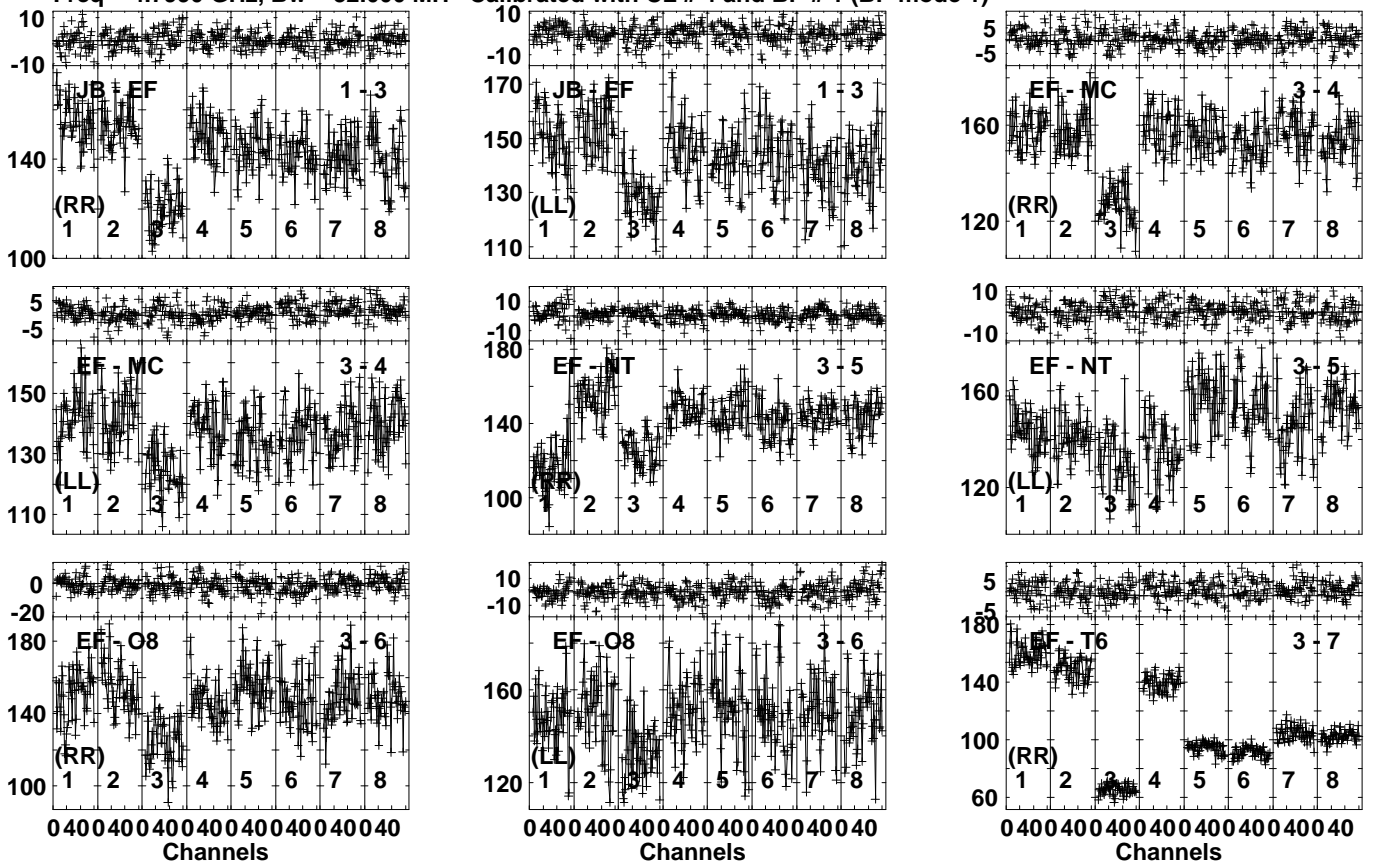 10
-10
JB - EF 1 - 3
140
(RR)
1 2 3 4 5 6 7 8
100
10
-10
170
JB - EF 1 - 3
150
130
(LL)
1 2 3 4 5 6 7 8
110
5
-5
EF - MC 3 - 4
160
120
(RR)
1 2 3 4 5 6 7 8
5
-5
EF - MC 3 - 4
150
130
(LL)
1 2 3 4 5 6 7 8
110
10
-10
180
EF - NT 3 - 5
140
(RR)
100
1 2 3 4 5 6 7 8
10
-10
EF - NT 3 - 5
160
120
(LL)
1 2 3 4 5 6 7 8
0
-20
180
EF - O8 3 - 6
140
(RR)
100
1 2 3 4 5 6 7 8
10
-10
EF - O8 3 - 6
160
(LL)
120
1 2 3 4 5 6 7 8
5
-5
180
EF - T6 3 - 7
140
100
(RR)
1 2 3 4 5 6 7 8
60
0 40 0 40 0 40 0 40 0 40 0 40 0 40 0 40
Channels
0 40 0 40 0 40 0 40 0 40 0 40 0 40 0 40
Channels
0 40 0 40 0 40 0 40 0 40 0 40 0 40 0 40
Channels